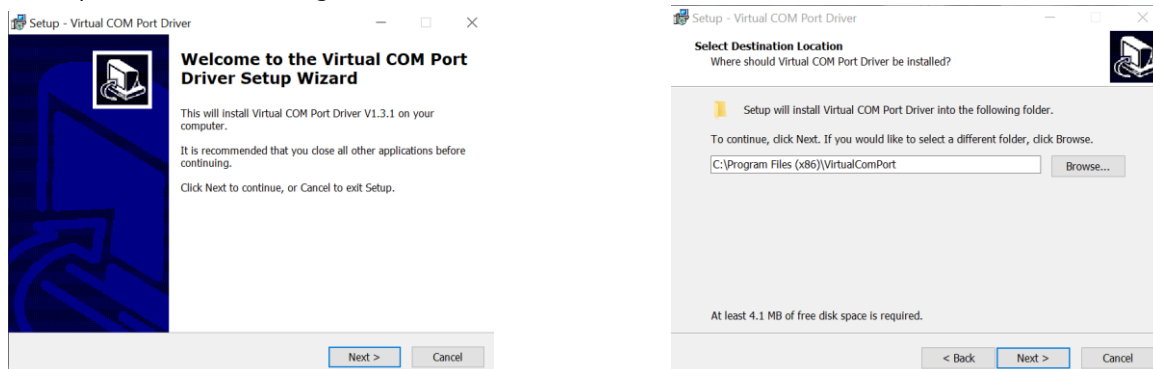 Setup - Virtual COM Port Driver
Welcome to the Virtual COM Port
Driver Setup Wizard
This will install Virtual COM Port Driver V1.3.1 on your
computer.
It is recommended that you close all other applications before
continuing.
Click Next to continue, or Cancel to exit Setup.
Next >
Cancel
Setup - Virtual COM Port Driver
Select Destination Location
Where should Virtual COM Port Driver be installed?
Setup will install Virtual COM Port Driver into the following folder.
To continue, click Next. If you would like to select a different folder, click Browse.
C:\Program Files (x86)\VirtualComPort
Browse...
At least 4.1 MB of free disk space is required.
< Back
Next >
Cancel